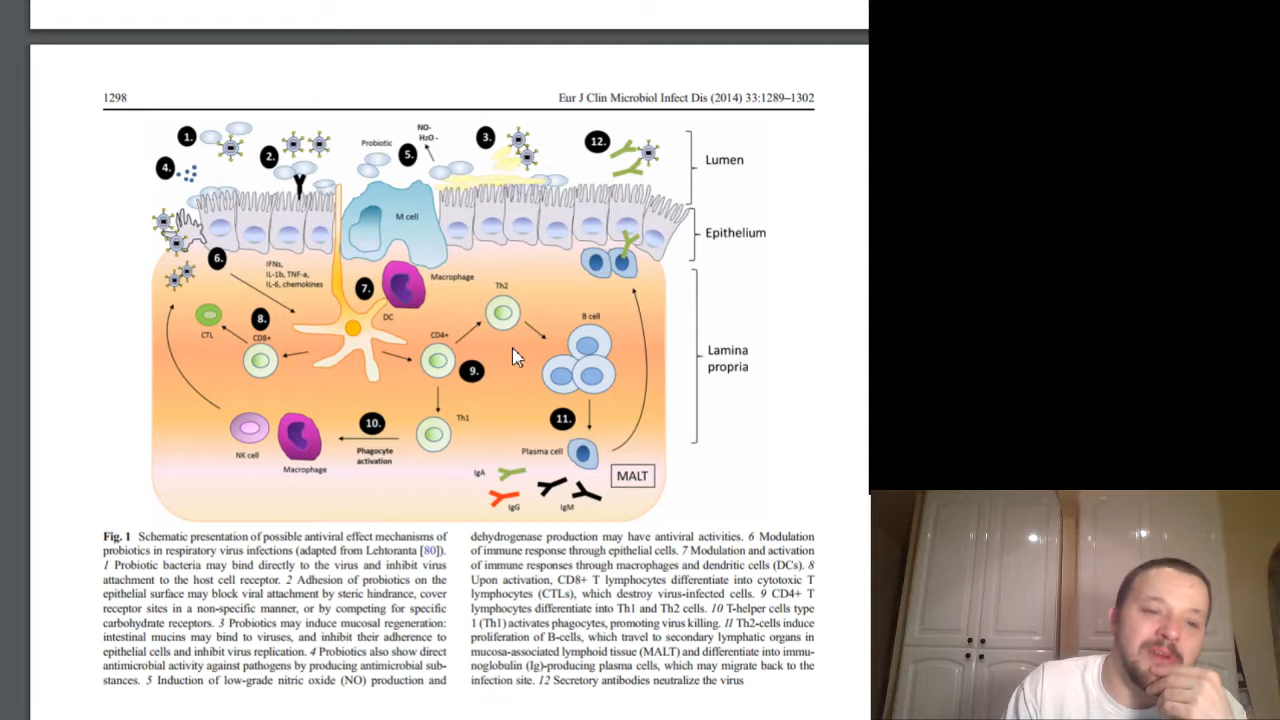 1298
Eur J Clin Microbiol Infect Dis (2014) 33:1289–1302
1.
2.
3.
4.
5.
12.
NO-
H₂O -
Probiotic
Lumen
M cell
Epithelium
6.
IFNs,
IL-1b, TNF-a,
IL-6, chemokines
7.
Macrophage
DC
Th2
8.
CTL
CD8+
CD4+
9.
B cell
Lamina
propria
10.
Phagocyte
activation
Th1
11.
NK cell
Macrophage
Plasma cell
IgA
IgG
IgM
MALT
Fig. 1 Schematic presentation of possible antiviral effect mechanisms of
probiotics in respiratory virus infections (adapted from Lehtoranta [80]).
1 Probiotic bacteria may bind directly to the virus and inhibit virus
attachment to the host cell receptor. 2 Adhesion of probiotics on the
epithelial surface may block viral attachment by steric hindrance, cover
receptor sites in a non-specific manner, or by competing for specific
carbohydrate receptors. 3 Probiotics may induce mucosal regeneration:
intestinal mucins may bind to viruses, and inhibit their adherence to
epithelial cells and inhibit virus replication. 4 Probiotics also show direct
antimicrobial activity against pathogens by producing antimicrobial sub-
stances. 5 Induction of low-grade nitric oxide (NO) production and
dehydrogenase production may have antiviral activities. 6 Modulation
of immune response through epithelial cells. 7 Modulation and activation
of immune responses through macrophages and dendritic cells (DCs). 8
Upon activation, CD8+ T lymphocytes differentiate into cytotoxic T
lymphocytes (CTLs), which destroy virus-infected cells. 9 CD4+ T
lymphocytes differentiate into Th1 and Th2 cells. 10 T-helper cells type
1 (Th1) activates phagocytes, promoting virus killing. 11 Th2-cells induce
proliferation of B-cells, which travel to secondary lymphatic organs in
mucosa-associated lymphoid tissue (MALT) and differentiate into immu-
noglobulin (Ig)-producing plasma cells, which may migrate back to the
infection site. 12 Secretory antibodies neutralize the virus